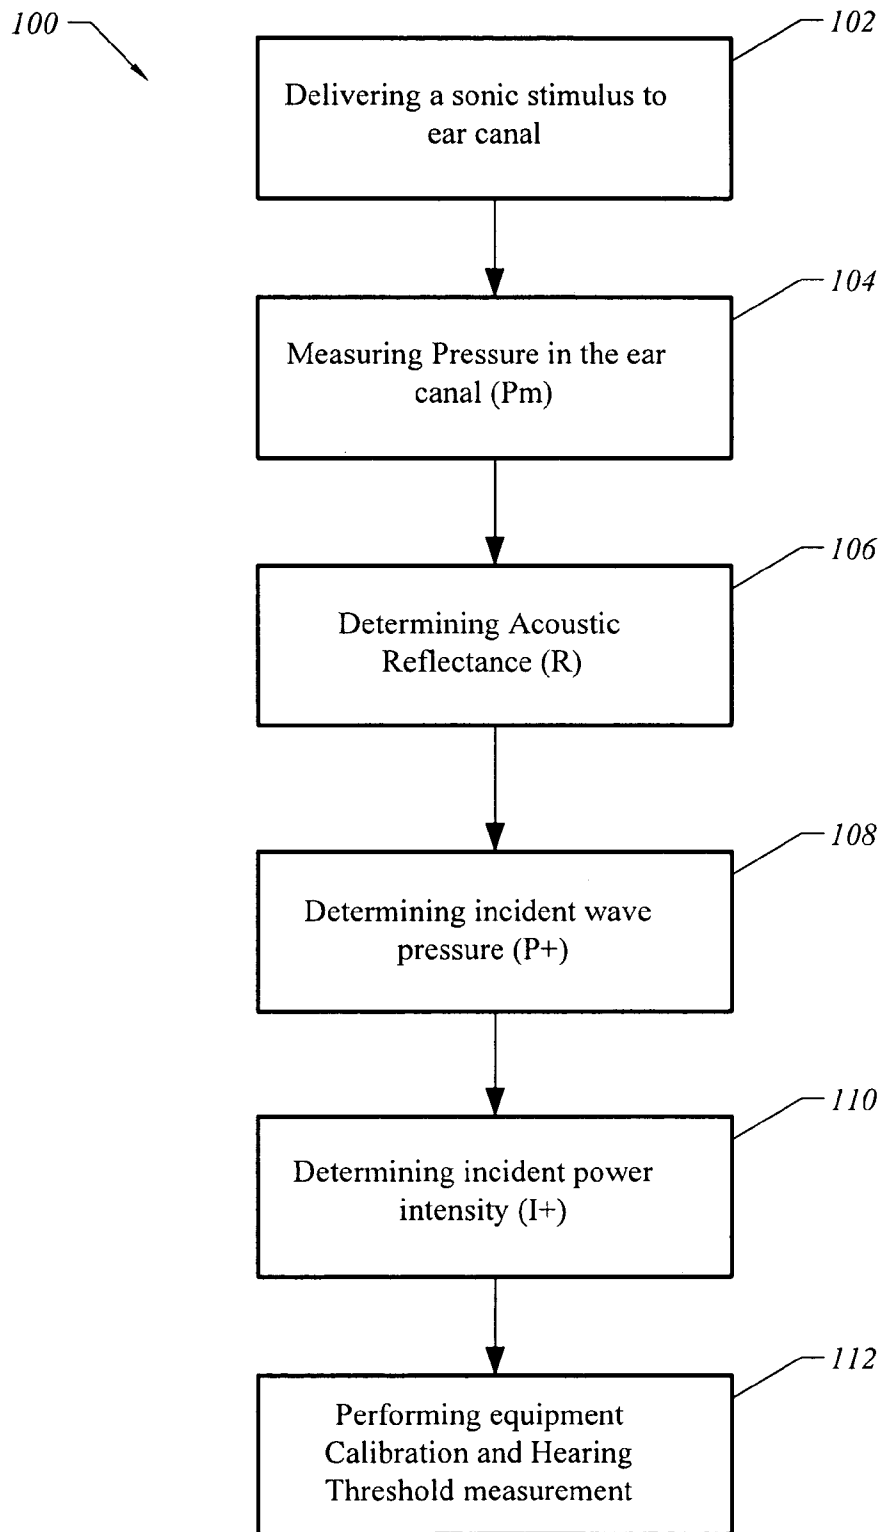 100
102
Delivering a sonic stimulus to
ear canal
104
Measuring Pressure in the ear
canal (Pm)
106
Determining Acoustic
Reflectance (R)
108
Determining incident wave
pressure (P+)
110
Determining incident power
intensity (I+)
112
Performing equipment
Calibration and Hearing
Threshold measurement